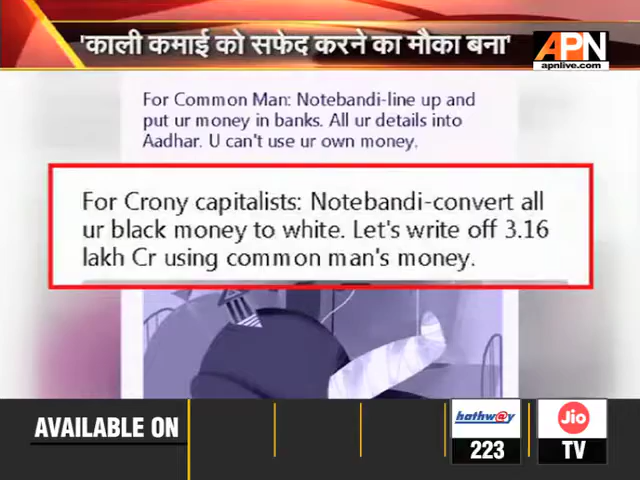 'काली कमाई को सफेद करने का मौका बना'
APN
apnlive.com
For Common Man: Notebandi-line up and
put ur money in banks. All ur details into
Aadhar. U can't use ur own money.
For Crony capitalists: Notebandi-convert all
ur black money to white. Let's write off 3.16
lakh Cr using common man's money.
AVAILABLE ON
hathw@y
223
Jio
TV